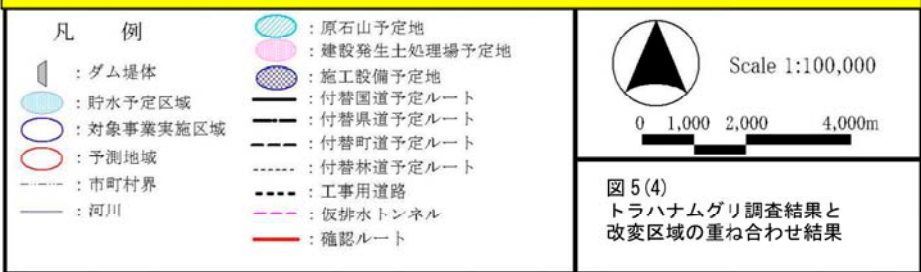 凡 例
：ダム堤体
：貯水予定区域
：対象事業実施区域
：予測地域
：市町村界
：河川
：原石山予定地
：建設発生土処理場予定地
：施工設備予定地
：付替国道予定ルート
：付替県道予定ルート
：付替町道予定ルート
：付替林道予定ルート
：工事用道路
：仮排水トンネル
：確認ルート
Scale 1:100,000
0 1,000 2,000 4,000m
図5(4)
トラハナムグリ調査結果と
改変区域の重ね合わせ結果